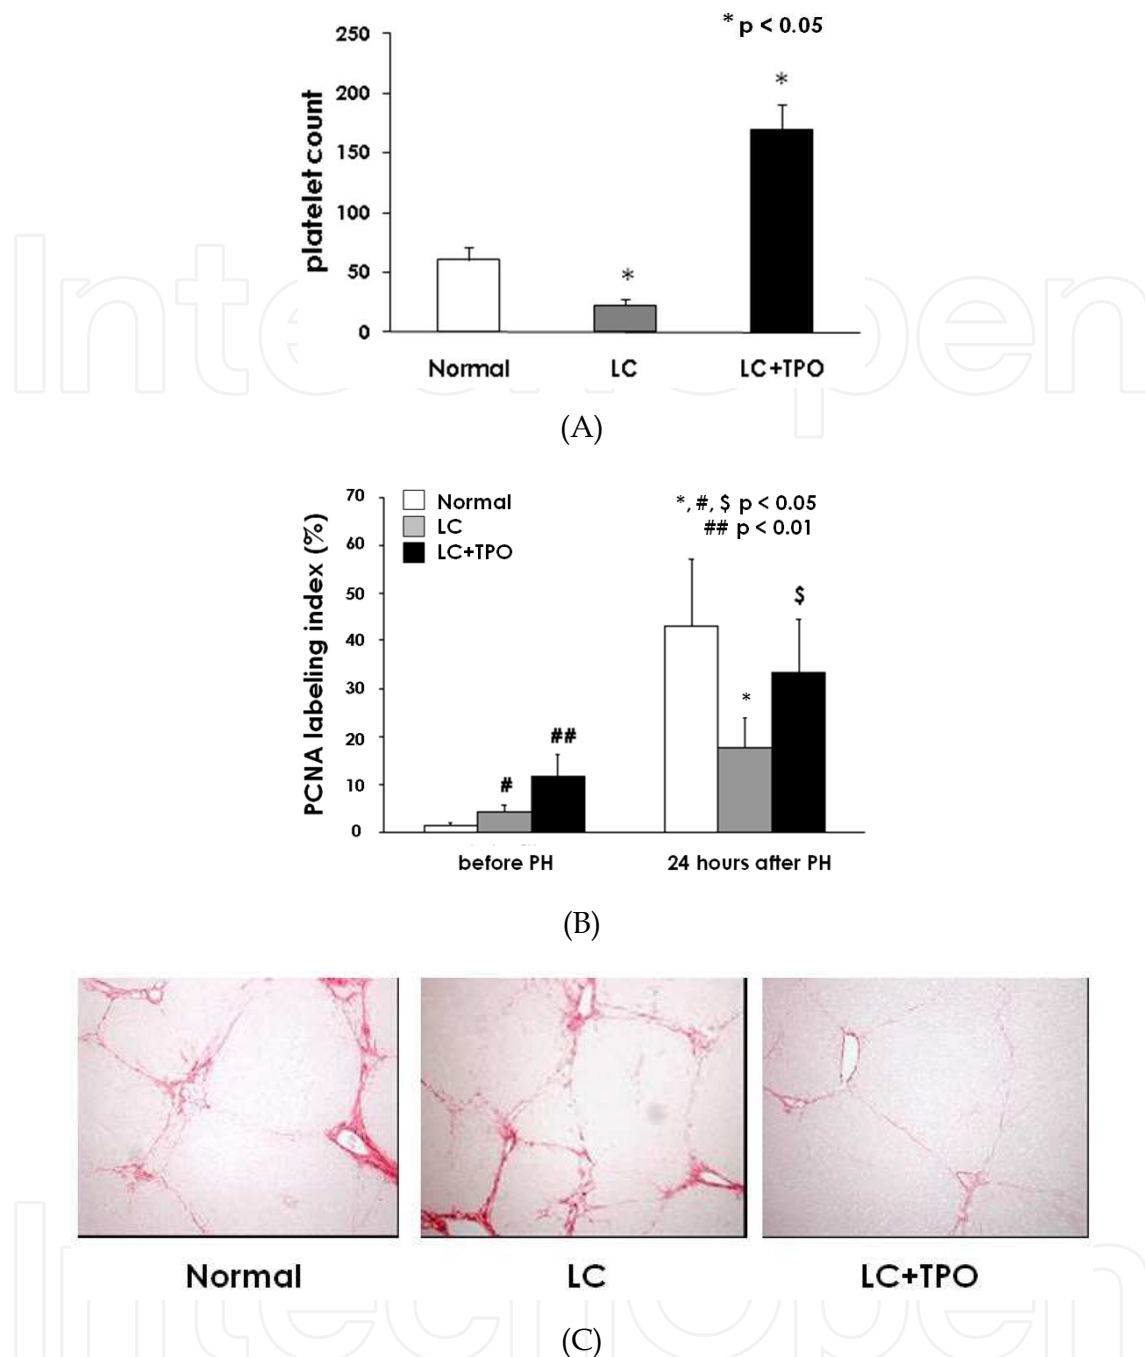 * p < 0.05
250
200
150
100
50
0
platelet count
*
*
Normal LC LC+TPO
(A)
70
60
50
40
30
20
10
0
PCNA labeling index (%)
Normal
LC
LC+TPO
*, #, $ p < 0.05
## p < 0.01
#
##
*
$
before PH 24 hours after PH
(B)
Normal LC LC+TPO
(C)
IntechOpen
IntechOpen